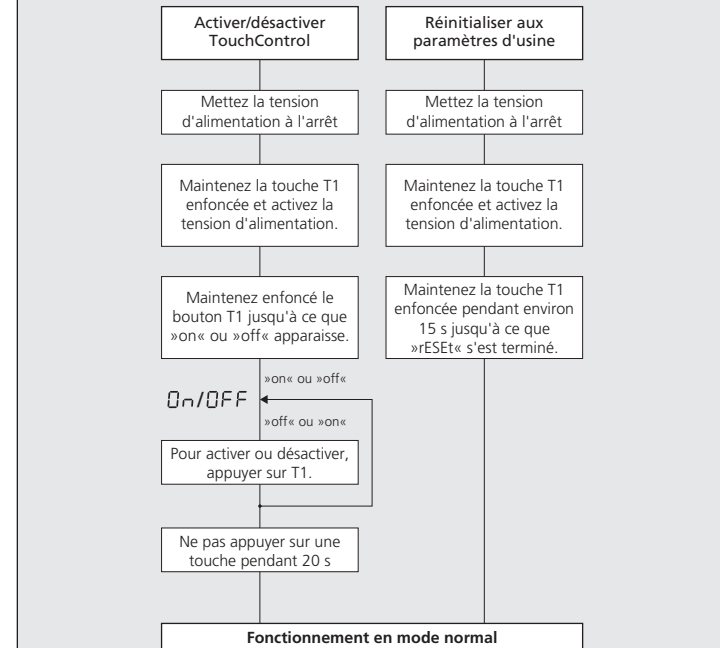 Activer/désactiver
TouchControl
Mettez la tension
d'alimentation à l'arrêt
Maintenez la touche T1
enfoncée et activez la
tension d'alimentation.
Maintenez enfoncé le
bouton T1 jusqu'à ce que
»on« ou »off« apparaisse.
»on« ou »off«
On/OFF
»off« ou »on«
Pour activer ou désactiver,
appuyer sur T1.
Ne pas appuyer sur une
touche pendant 20 s
Réinitialiser aux
paramètres d'usine
Mettez la tension
d'alimentation à l'arrêt
Maintenez la touche T1
enfoncée et activez la
tension d'alimentation.
Maintenez la touche T1
enfoncée pendant environ
15 s jusqu'à ce que
»rESEt« s'est terminé.
Fonctionnement en mode normal